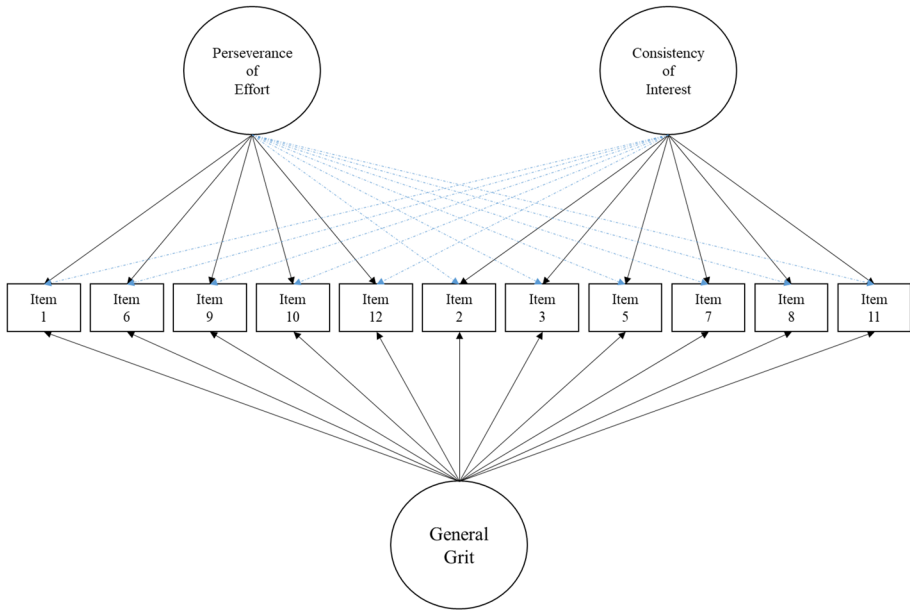 Perseverance
of
Effort
Consistency
of
Interest
Item
1
Item
6
Item
9
Item
10
Item
12
Item
2
Item
3
Item
5
Item
7
Item
8
Item
11
General
Grit